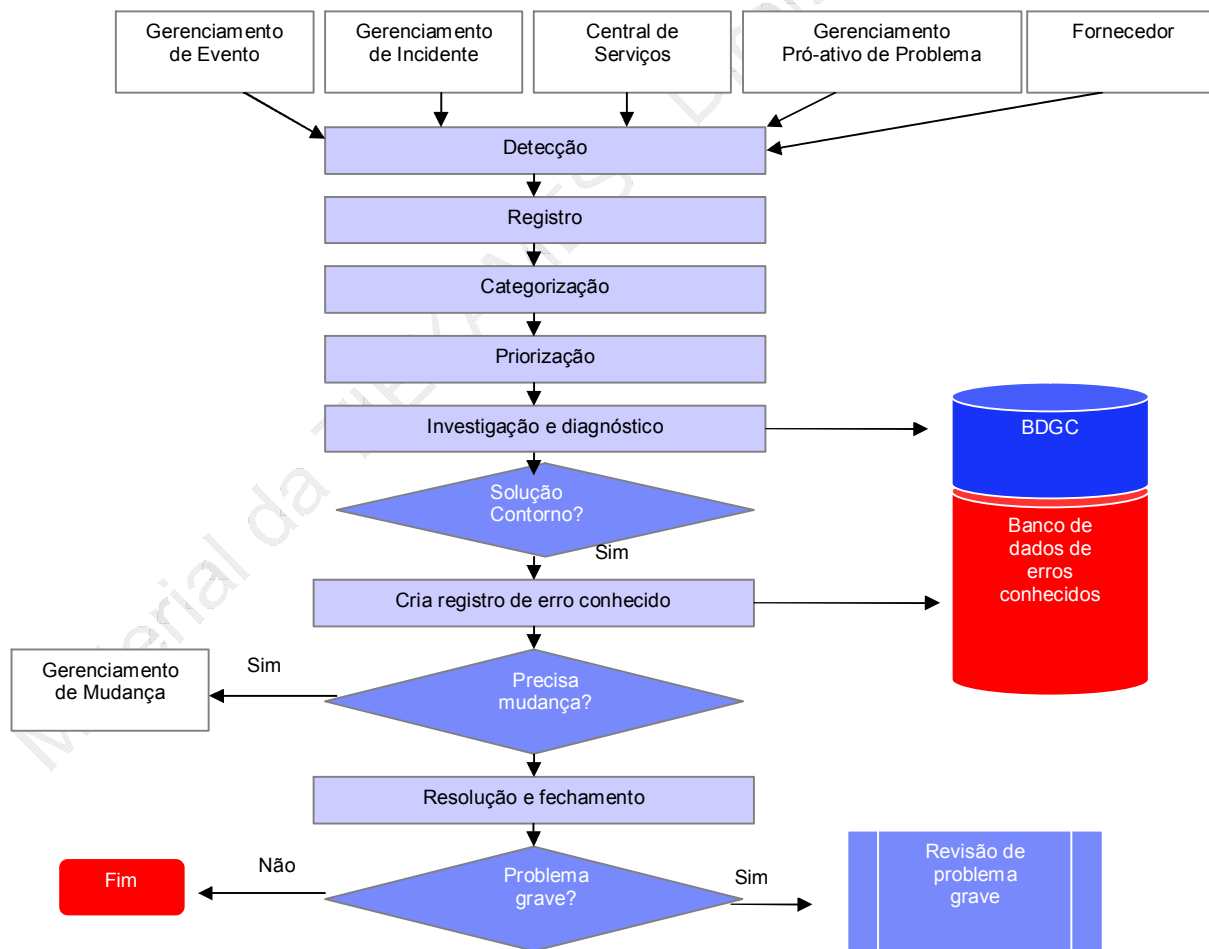 Gerenciamento
de Evento
Gerenciamento
de Incidente
Central de
Serviços
Gerenciamento
Pró-ativo de Problema
Fornecedor
Detecção
Registro
Categorização
Priorização
Investigação e diagnóstico
BDGC
Solução
Contorno?
Sim
Banco de
dados de
erros
conhecidos
Cria registro de erro conhecido
Gerenciamento
de Mudança
Sim
Precisa
mudança?
Resolução e fechamento
Fim
Não
Problema
grave?
Sim
Revisão de
problema
grave
Material da